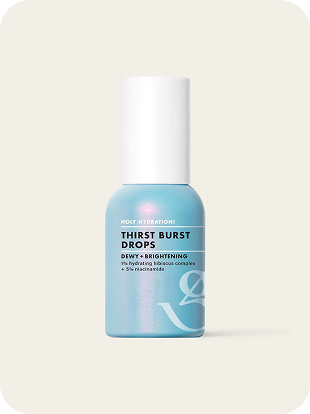 HOLY HYDRATION!
THIRST BURST
DROPS
DEWY + BRIGHTENING
1% hydrating hibiscus complex
+ 5% niacinamide